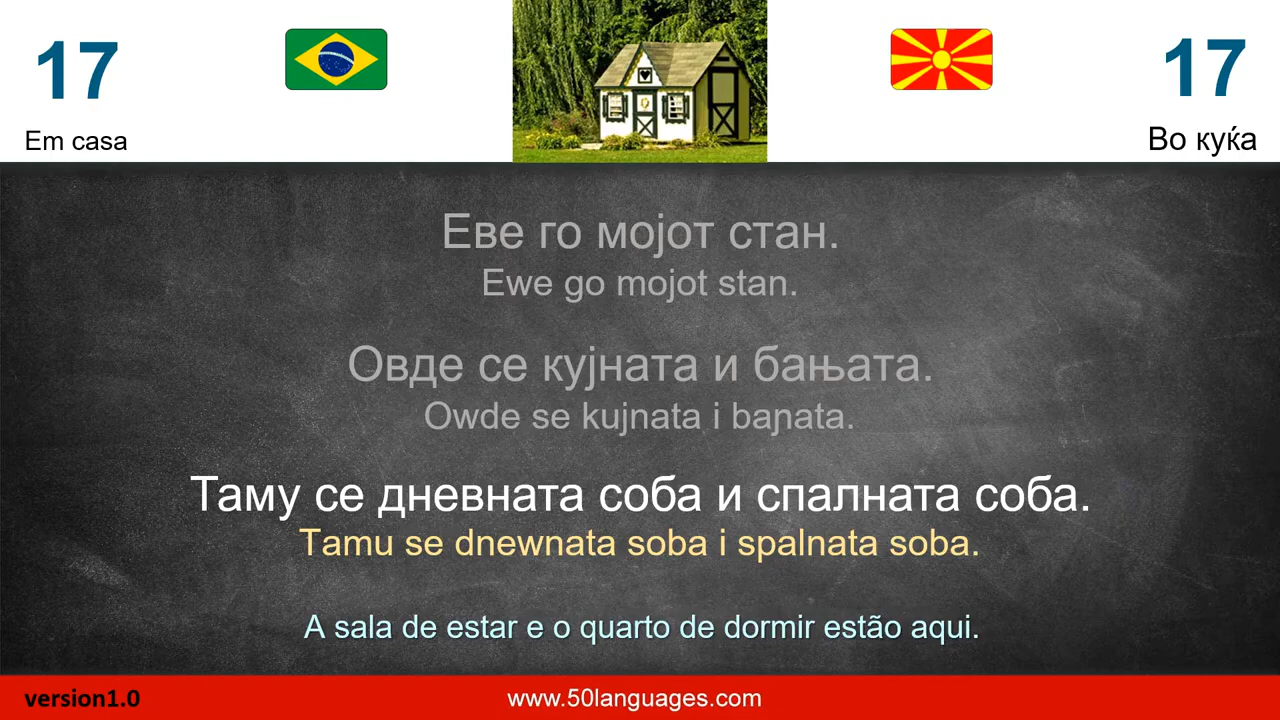 17
17
Em casa
Во куќа
Еве го мојот стан.
Ewe go mojot stan.
Овде се кујната и бањата.
Owde se kujnata i baɲata.
Таму се дневната соба и спалната соба.
Tamu se dnewnata soba i spalnata soba.
A sala de estar e o quarto de dormir estão aqui.
version1.0
www.50languages.com